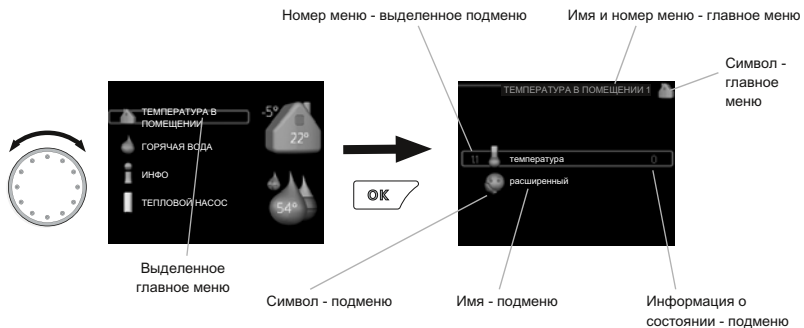 Номер меню - выделенное подменю
Имя и номер меню - главное меню
Символ -
главное
меню
ТЕМПЕРАТУРА В
ПОМЕЩЕНИИ
ГОРЯЧАЯ ВОДА
ИНФО
ТЕПЛОВОЙ НАСОС
-5°
22°
54°
OK
ТЕМПЕРАТУРА В ПОМЕЩЕНИИ 1
1.1 температура 0
расширенный
Выделенное
главное меню
Символ - подменю
Имя - подменю
Информация о
состоянии - подменю